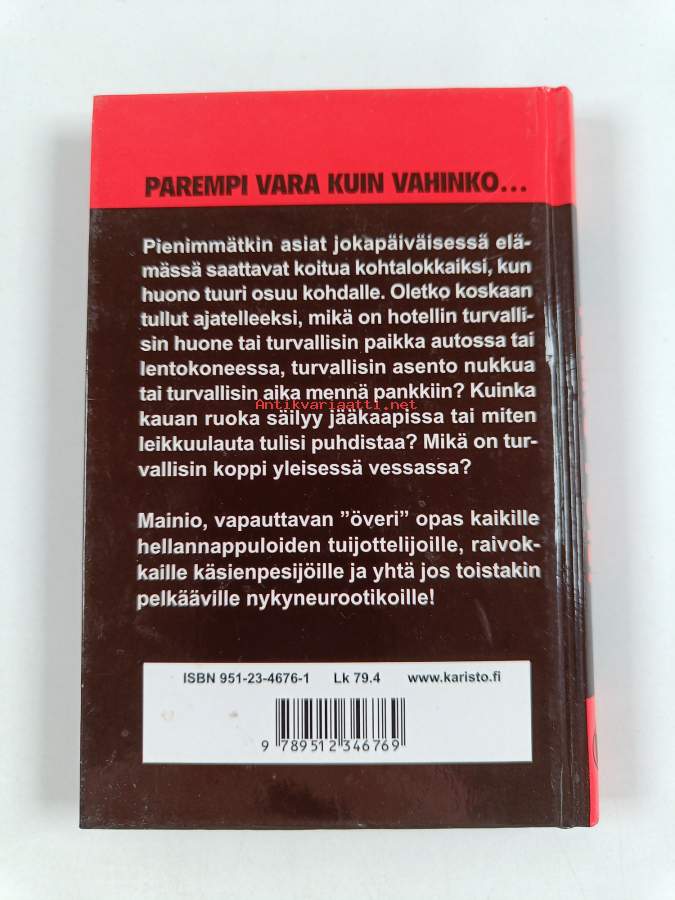 PAREMPI VARA KUIN VAHINKO...
Pienimmätkin asiat jokapäiväisessä elä-
mässä saattavat koitua kohtalokkaiksi, kun
huono tuuri osuu kohdalle. Oletko koskaan
tullut ajatelleeksi, mikä on hotellin turvalli-
sin huone tai turvallisin paikka autossa tai
lentokoneessa, turvallisin asento nukkua
tai turvallisin aika mennä pankkiin? Kuinka
Antikvariaatti.net
kauan ruoka säilyy jääkaapissa tai miten
leikkuulauta tulisi puhdistaa? Mikä on tur-
vallisin koppi yleisessä vessassa?
Mainio, vapauttavan ”överi” opas kaikille
hellannappuloiden tuijottelijoille, raivok-
kaille käsienpesijöille ja yhtä jos toistakin
pelkääville nykyneurootikoille!
ISBN 951-23-4676-1 Lk 79.4 www.karisto.fi
9 789512 346769